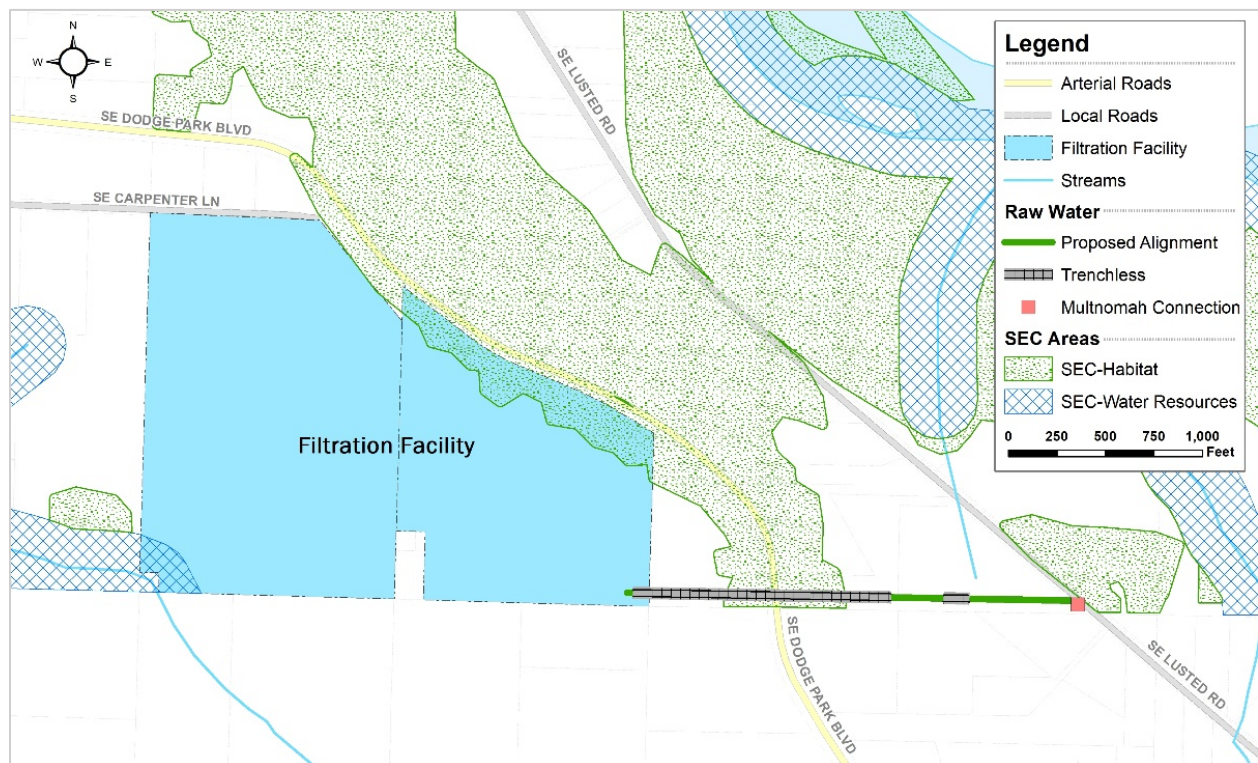 N
W E
S
SE DODGE PARK BLVD
SE CARPENTER LN
SE LUSTED RD
Filtration Facility
SE DODGE PARK BLVD
SE LUSTED RD
Legend
Arterial Roads
Local Roads
Filtration Facility
Streams
Raw Water
Proposed Alignment
Trenchless
Multnomah Connection
SEC Areas
SEC-Habitat
SEC-Water Resources
0 250 500 750 1,000
Feet